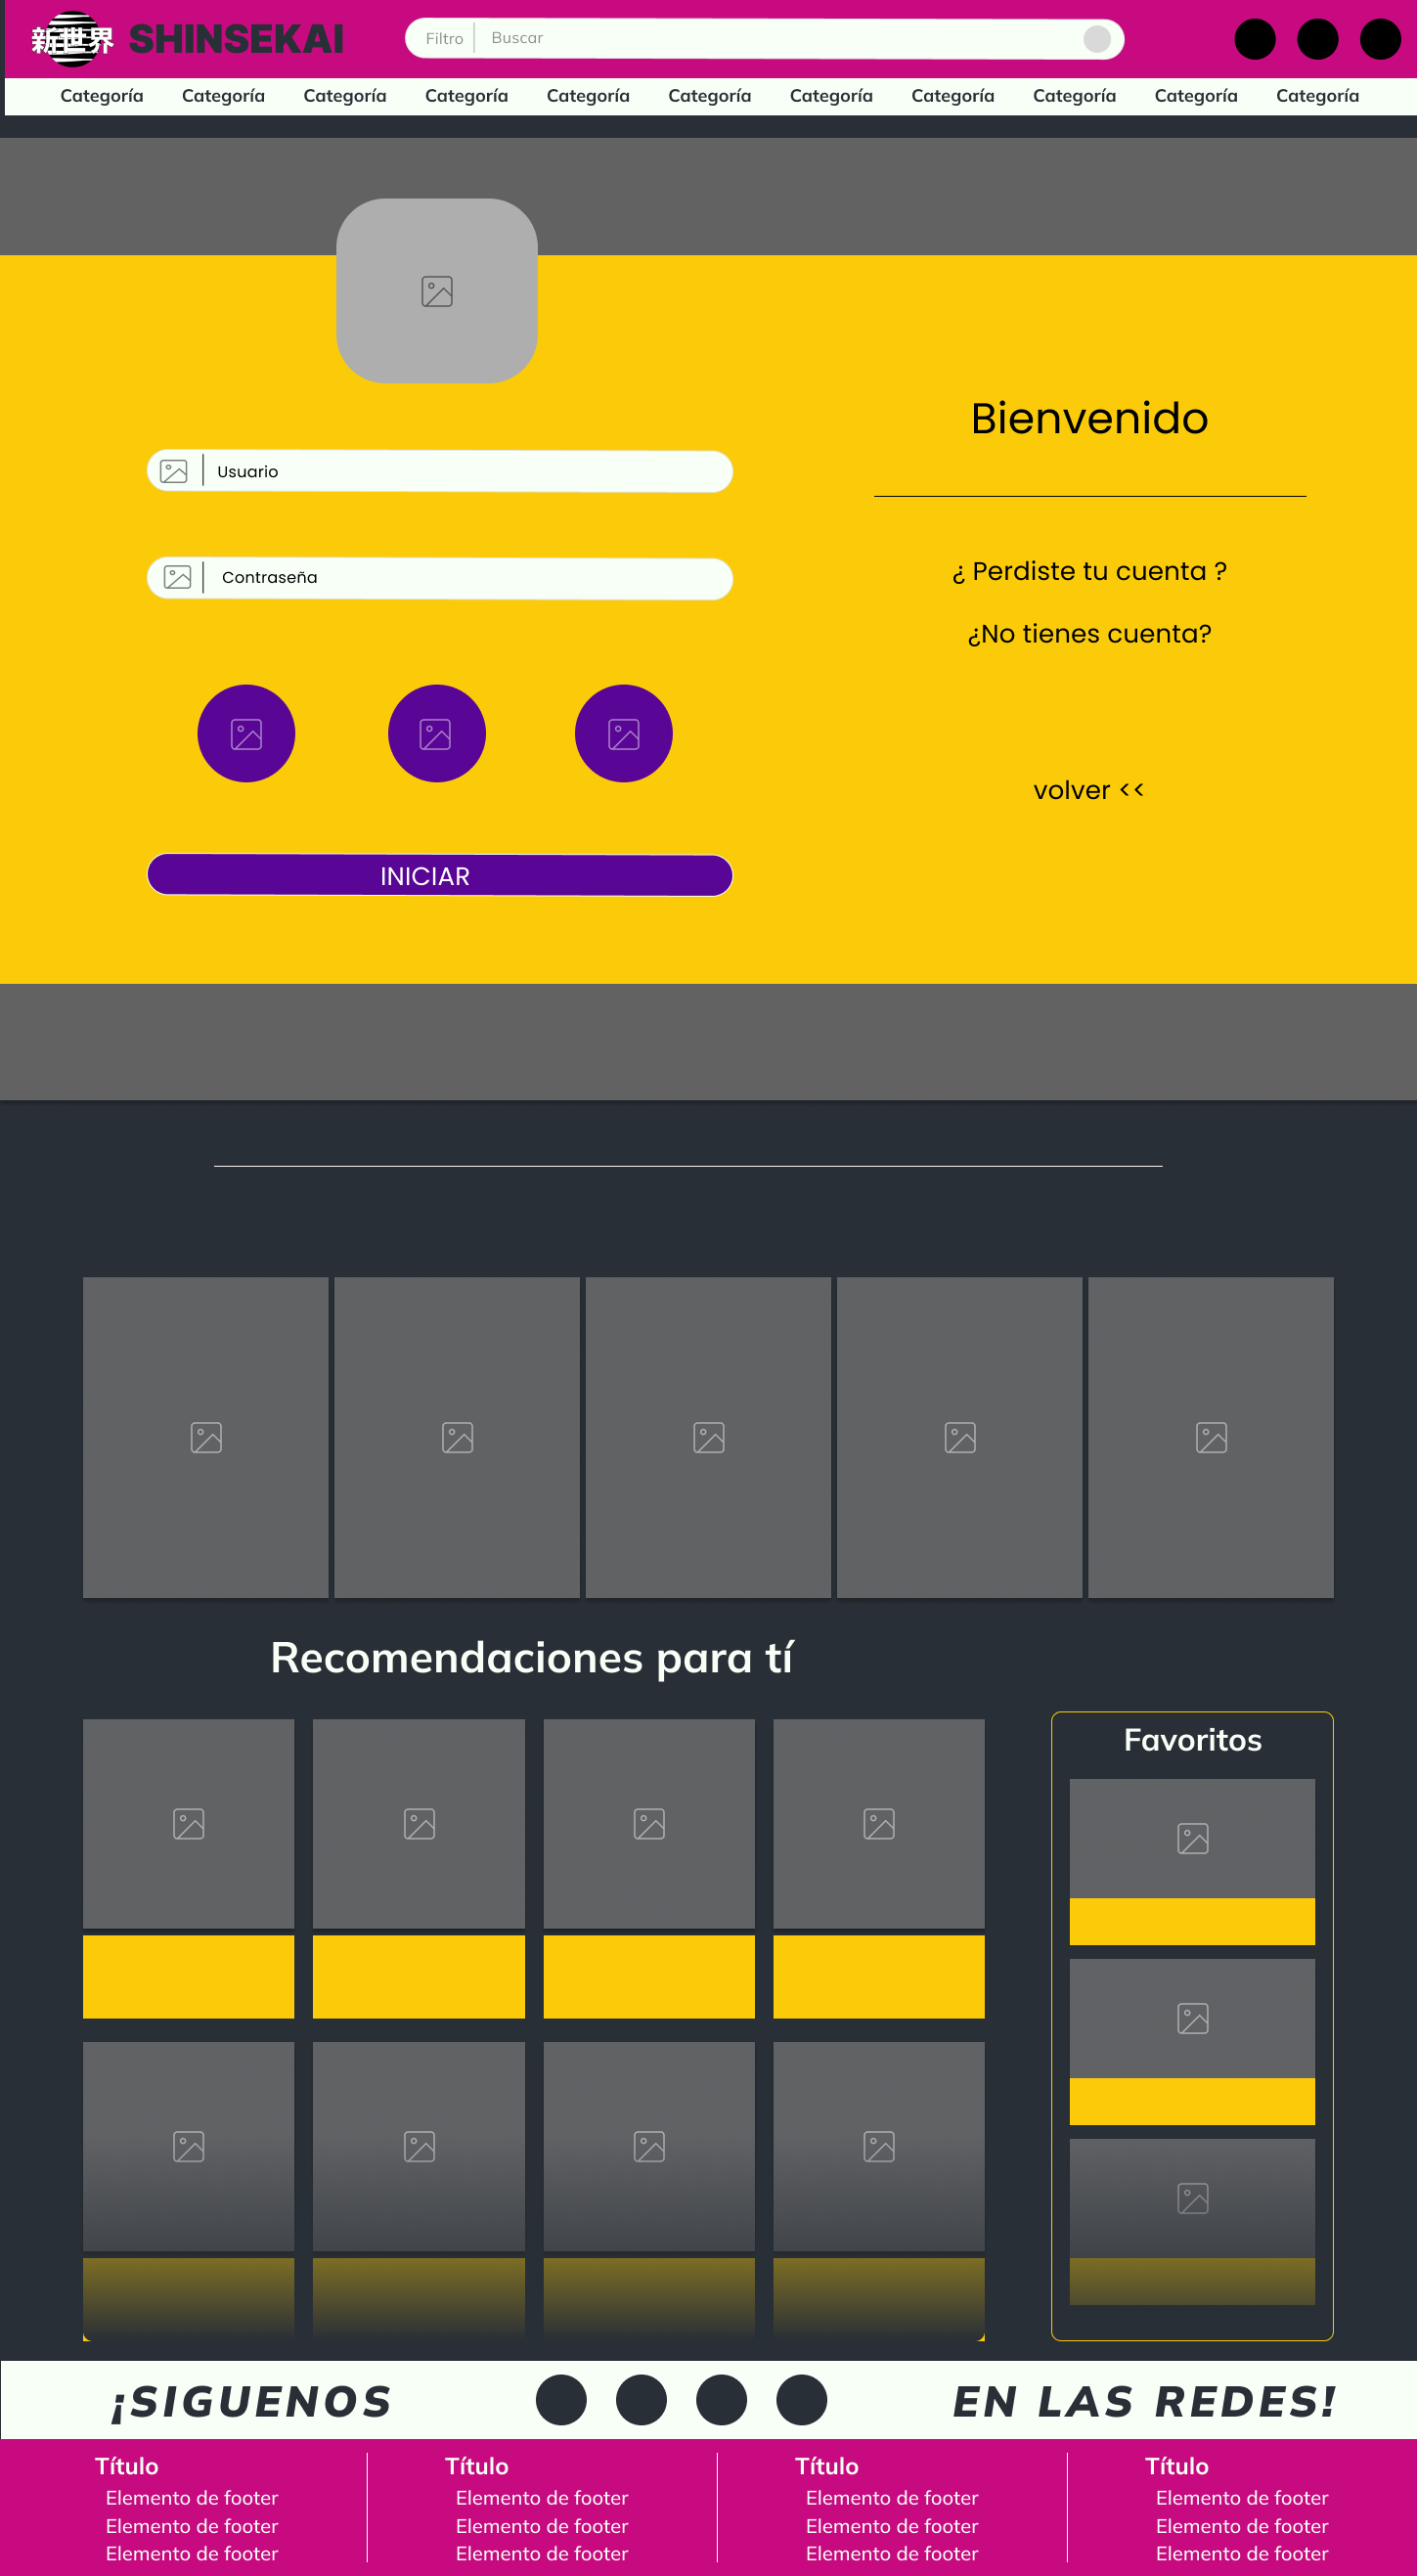 新世界 SHINSEKAI Filtro Buscar
Categoría Categoría Categoría Categoría Categoría Categoría Categoría Categoría Categoría Categoría Categoría
Usuario
Contraseña
INICIAR
Bienvenido
¿ Perdiste tu cuenta ?
¿No tienes cuenta?
volver <<
Recomendaciones para tí
Favoritos
¡SIGUENOS EN LAS REDES!
Título
Elemento de footer
Elemento de footer
Elemento de footer
Título
Elemento de footer
Elemento de footer
Elemento de footer
Título
Elemento de footer
Elemento de footer
Elemento de footer
Título
Elemento de footer
Elemento de footer
Elemento de footer